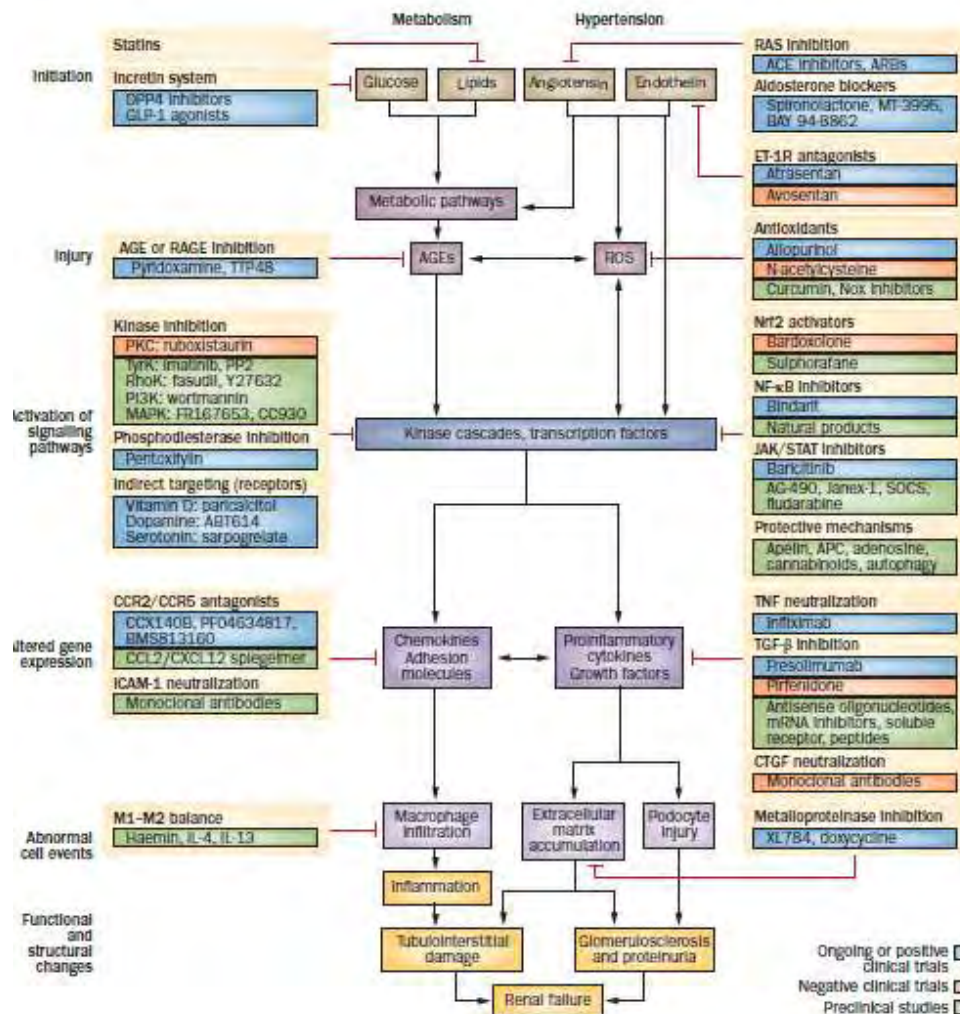 Metabolism
Hypertension
Initiation
Statins
Incretin system
DPP4 inhibitors
GLP-1 agonists
Glucose
Lipids
Angiotensin
Endothelin
RAS inhibition
ACE inhibitors, ARBs
Aldosterone blockers
Spironolactone, MT-3995,
BAY 94-8862
ET-1R antagonists
Atrasentan
Avosentan
Metabolic pathways
Injury
AGE or RAGE inhibition
Pyridoxamine, TTP48
AGEs
ROS
Antioxidants
Allopurinol
N-acetylcysteine
Curcumin, Nox inhibitors
Activation of
signalling
pathways
Kinase inhibition
PKC: ruboxistaurin
TyrK: imatinib, PP2
RhoK: fasudil, Y27632
PI3K: wortmannin
MAPK: FR167653, CC930
Phosphodiesterase inhibition
Pentoxifylin
Indirect targeting (receptors)
Vitamin D: paricalcitol
Dopamine: ABT614
Serotonin: sarpogrelate
Kinase cascades, transcription factors
Nrf2 activators
Bardoxolone
Sulphorafane
NF-κB inhibitors
Bindarit
Natural products
JAK/STAT inhibitors
Baricitinib
AG-490, Janex-1, SOCS,
fludarabine
Protective mechanisms
Apelin, APC, adenosine,
cannabinoids, autophagy
ltered gene
expression
CCR2/CCR5 antagonists
CCX140B, PF04634817,
BMS813160
CCL2/CXCL12 spiegelmer
ICAM-1 neutralization
Monoclonal antibodies
Chemokines
Adhesion
molecules
Proinflammatory
cytokines
Growth factors
TNF neutralization
Infliximab
TGF-β inhibition
Fresolimumab
Pirfenidone
Antisense oligonucleotides,
mRNA inhibitors, soluble
receptor, peptides
CTGF neutralization
Monoclonal antibodies
Abnormal
cell events
M1–M2 balance
Haemin, IL-4, IL-13
Macrophage
infiltration
Extracellular
matrix
accumulation
Podocyte
injury
Metalloproteinase inhibition
XL784, doxycycline
Inflammation
Functional
and
structural
changes
Tubulointerstitial
damage
Glomerulosclerosis
and proteinuria
Renal failure
Ongoing or positive
clinical trials
Negative clinical trials
Preclinical studies